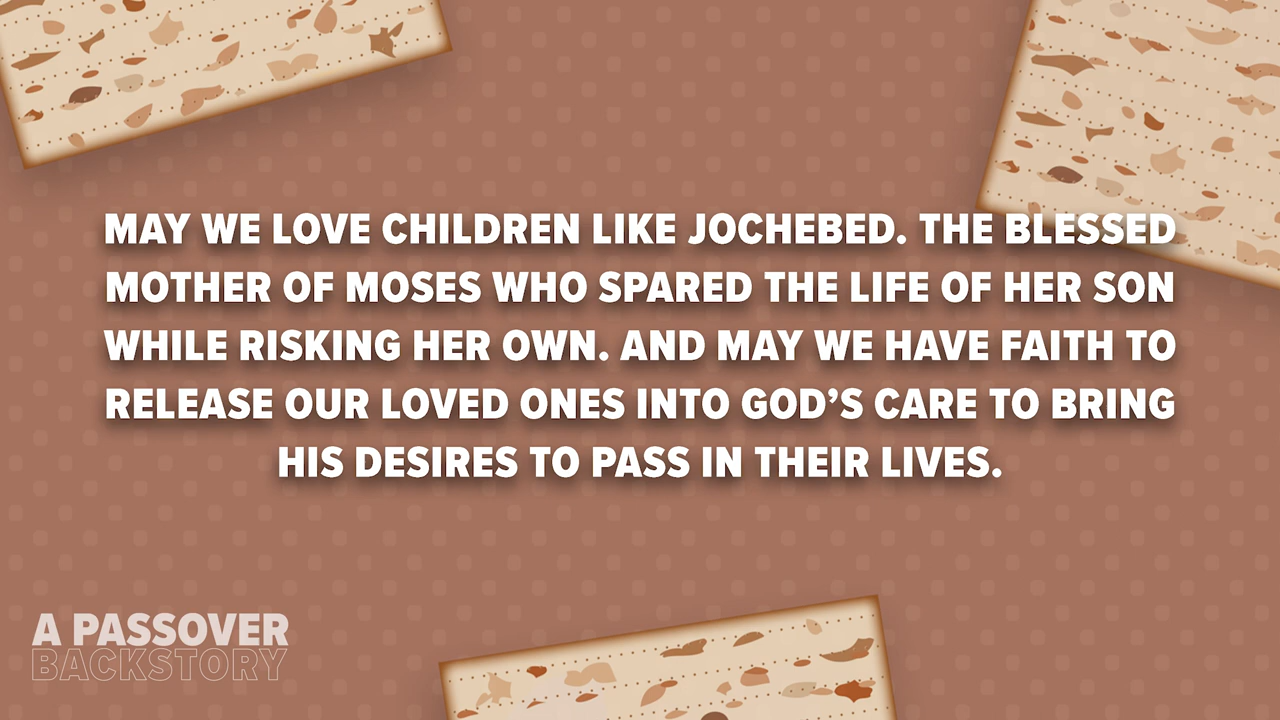 MAY WE LOVE CHILDREN LIKE JOCHEBED. THE BLESSED
MOTHER OF MOSES WHO SPARED THE LIFE OF HER SON
WHILE RISKING HER OWN. AND MAY WE HAVE FAITH TO
RELEASE OUR LOVED ONES INTO GOD’S CARE TO BRING
HIS DESIRES TO PASS IN THEIR LIVES.
A PASSOVER
BACKSTORY